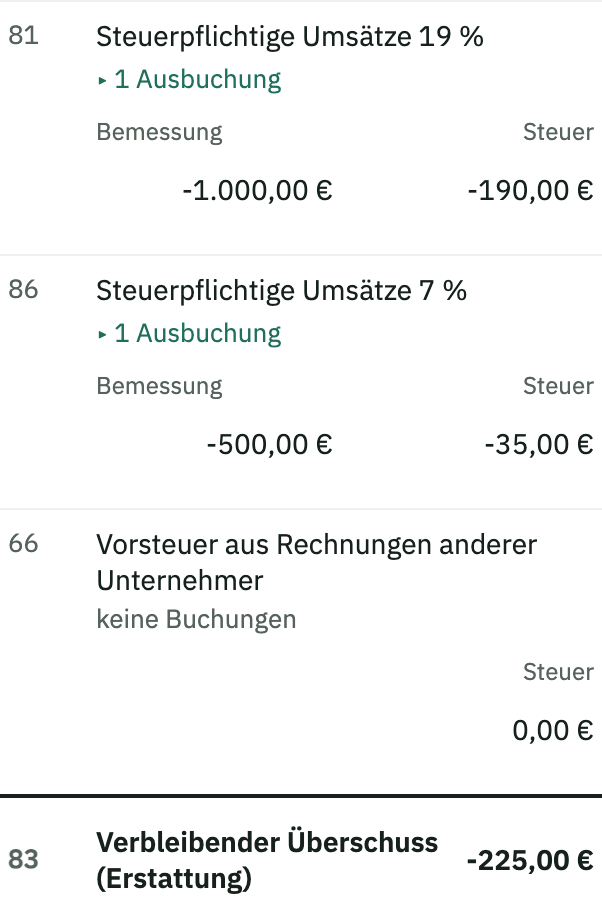 81 Steuerpflichtige Umsätze 19 %
▸ 1 Ausbuchung
Bemessung Steuer
-1.000,00 € -190,00 €
86 Steuerpflichtige Umsätze 7 %
▸ 1 Ausbuchung
Bemessung Steuer
-500,00 € -35,00 €
66 Vorsteuer aus Rechnungen anderer
Unternehmer
keine Buchungen
Steuer
0,00 €
83 Verbleibender Überschuss
(Erstattung) -225,00 €